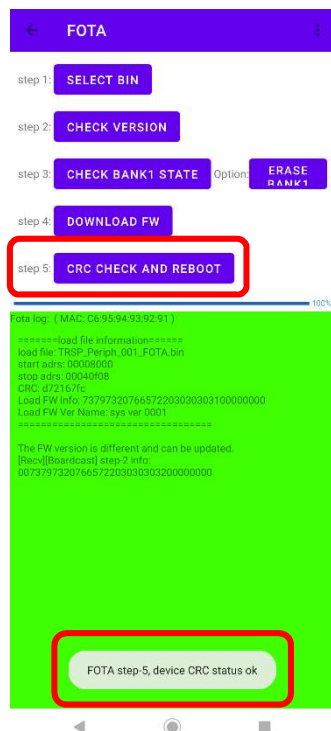 FOTA
step 1: SELECT BIN
step 2: CHECK VERSION
step 3: CHECK BANK1 STATE Option: ERASE BANK1
step 4: DOWNLOAD FW
step 5: CRC CHECK AND REBOOT
100%
Fota log: ( MAC: C6:95:94:93:92:91 )
=======load file information======
load file: TRSP_Periph_001_FOTA.bin
start adrs: 00008000
stop adrs: 00040f08
CRC: d72167fc
Load FW Info: 73797320766572203030303100000000
Load FW Ver Name: sys ver 0001
==================================
The FW version is different and can be updated.
[Recv][Boardcast] step-2 info:
0073797320766572203030303200000000
FOTA step-5, device CRC status ok